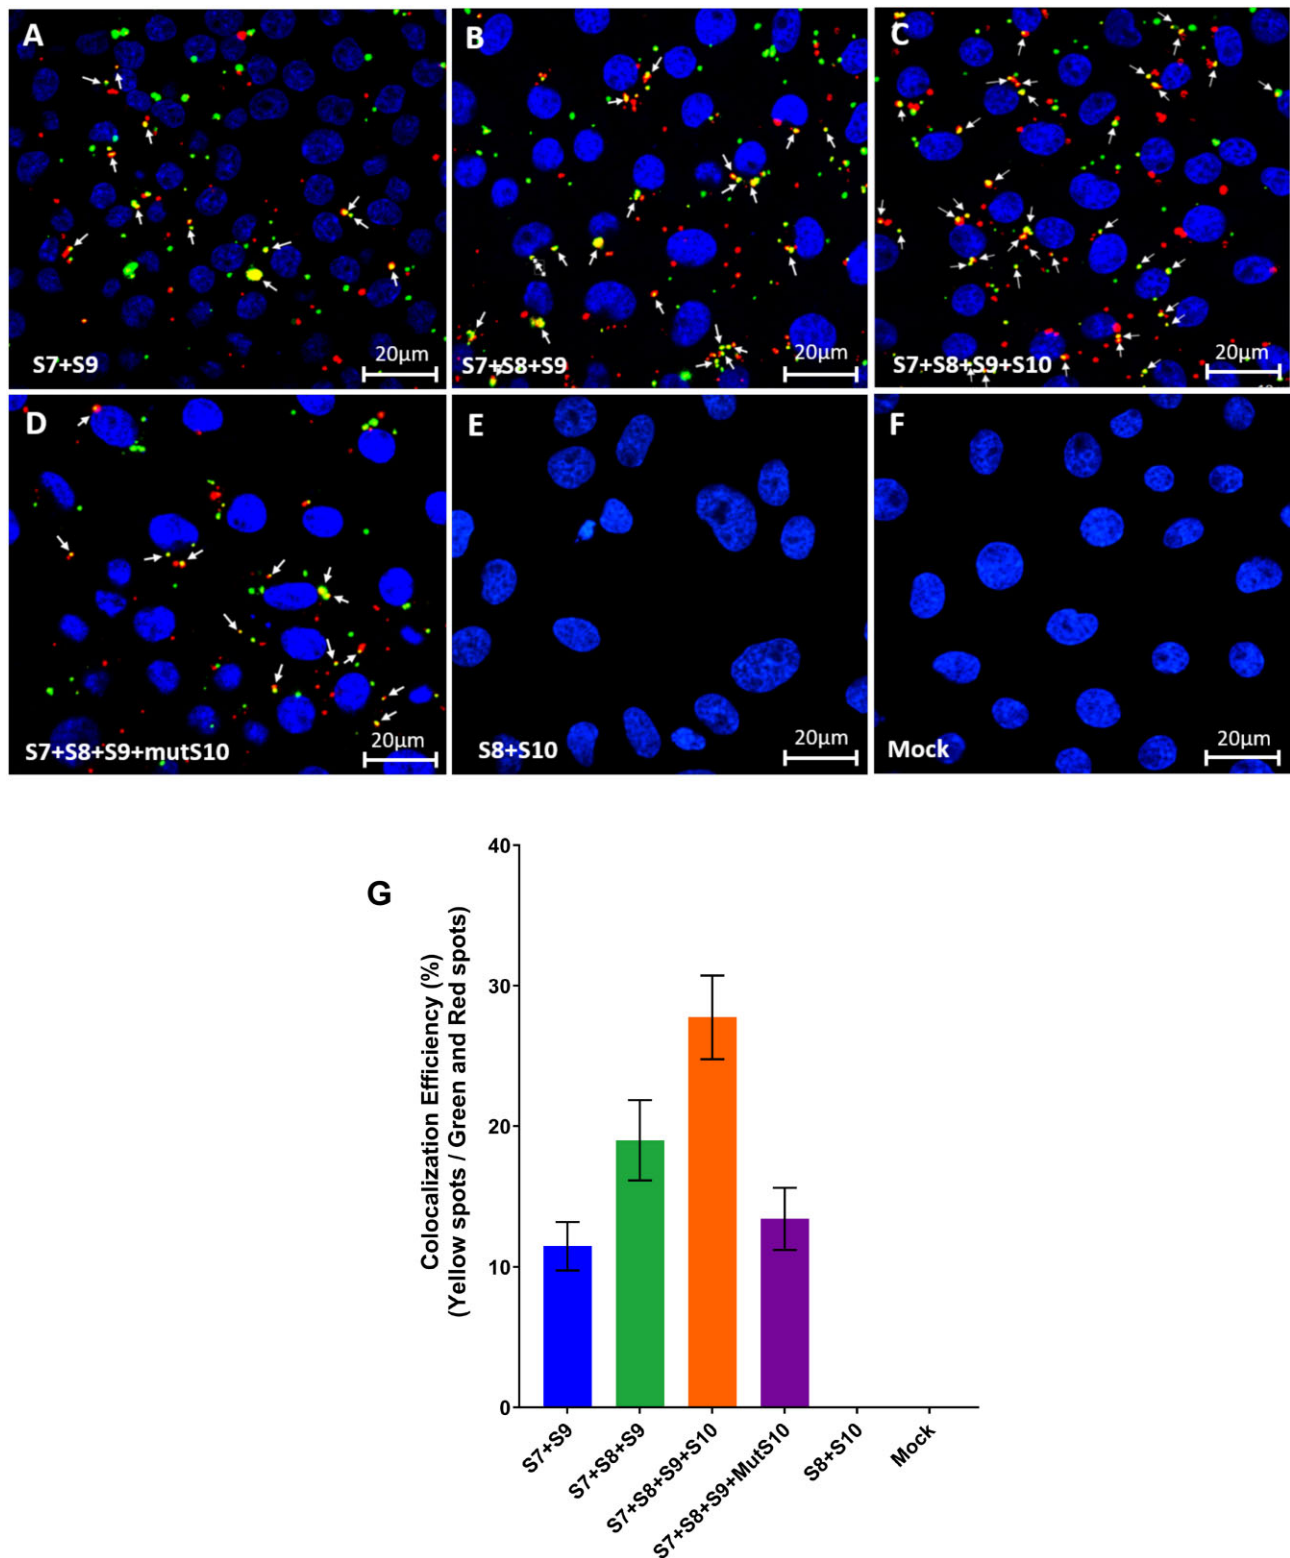 A
B
C
S7+S9
20μm
S7+S8+S9
20μm
S7+S8+S9+S10
20μm
D
E
F
S7+S8+S9+mutS10
20μm
S8+S10
20μm
Mock
20μm
G
Colocalization Efficiency (%)
(Yellow spots / Green and Red spots)
40
30
20
10
0
S7+S9
S7+S8+S9
S7+S8+S9+S10
S7+S8+S9+MutS10
S8+S10
Mock